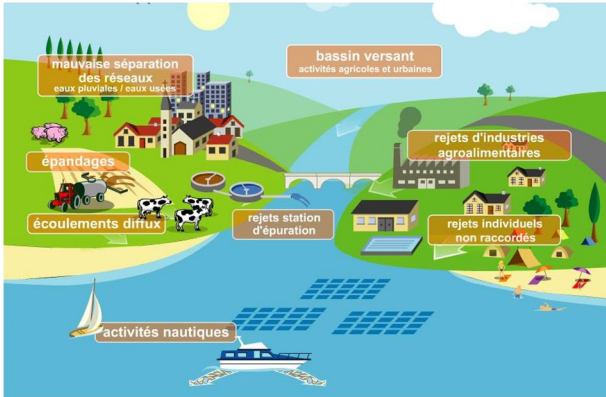 mauvaise séparation
des réseaux
eaux pluviales / eaux usées
bassin versant
activités agricoles et urbaines
rejets d'industries
agroalimentaires
épandages
écoulements diffux
rejets station
d'épuration
rejets individuels
non raccordés
activités nautiques